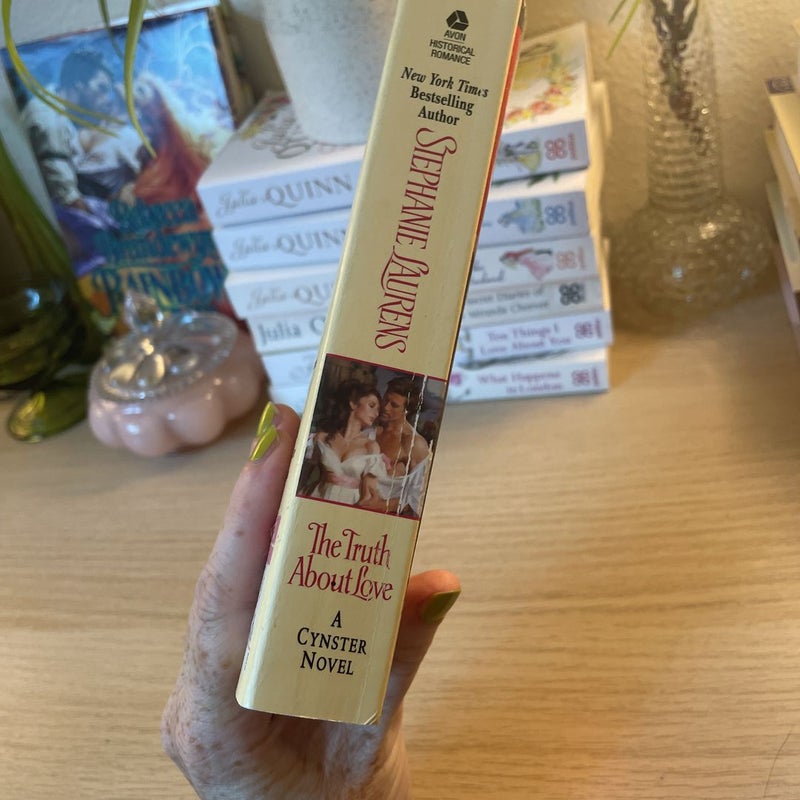 AVON
HISTORICAL
ROMANCE
New York Times
Bestselling
Author
STEPHANIE LAURENS
The Truth
About Love
A
CYNSTER
NOVEL
Julia QUINN
Julia QUINN
Julia
Ten Things I
Love About You
What Happens
in London
RAINBOW